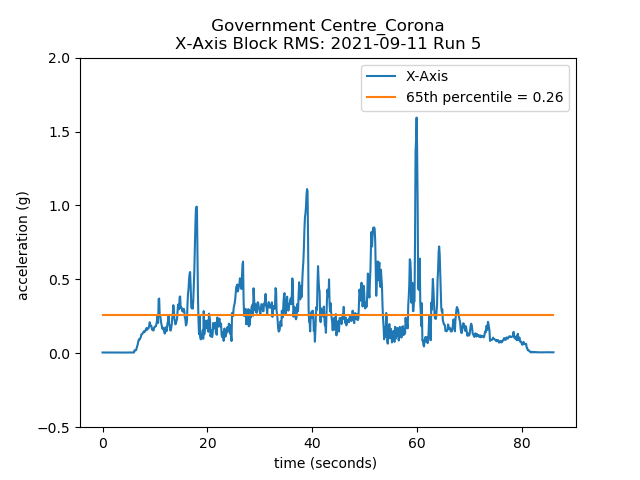 Government Centre_Corona
X-Axis Block RMS: 2021-09-11 Run 5
X-Axis
65th percentile = 0.26
2.0
1.5
1.0
0.5
0.0
−0.5
acceleration (g)
0 20 40 60 80
time (seconds)